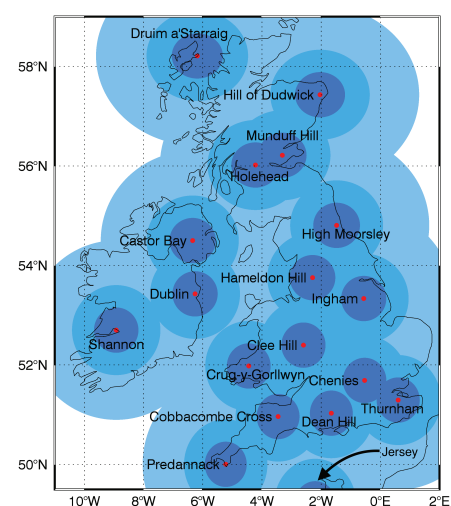 Druim a'Starraig
58°N
Hill of Dudwick
Munduff Hill
56°N
Holehead
High Moorsley
Castor Bay
54°N
Hameldon Hill
Dublin
Ingham
Shannon
Clee Hill
52°N
Crug-y-Gorllwyn
Chenies
Thurnham
Cobbacombe Cross
Dean Hill
Jersey
Predannack
50°N
10°W 8°W 6°W 4°W 2°W 0°E 2°E